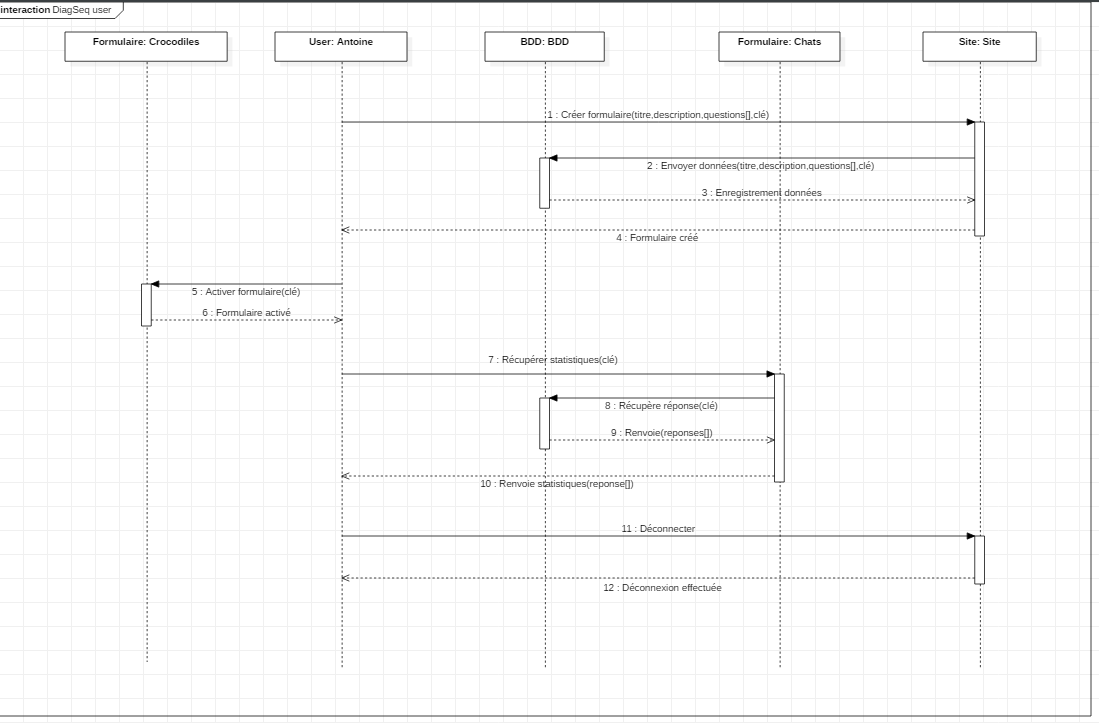 interaction DiagSeq user
Formulaire: Crocodiles
User: Antoine
BDD: BDD
Formulaire: Chats
Site: Site
1 : Créer formulaire(titre,description,questions[],clé)
2 : Envoyer données(titre,description,questions[],clé)
3 : Enregistrement données
4 : Formulaire créé
5 : Activer formulaire(clé)
6 : Formulaire activé
7 : Récupérer statistiques(clé)
8 : Récupère réponse(clé)
9 : Renvoie(reponses[])
10 : Renvoie statistiques(reponse[])
11 : Déconnecter
12 : Déconnexion effectuée